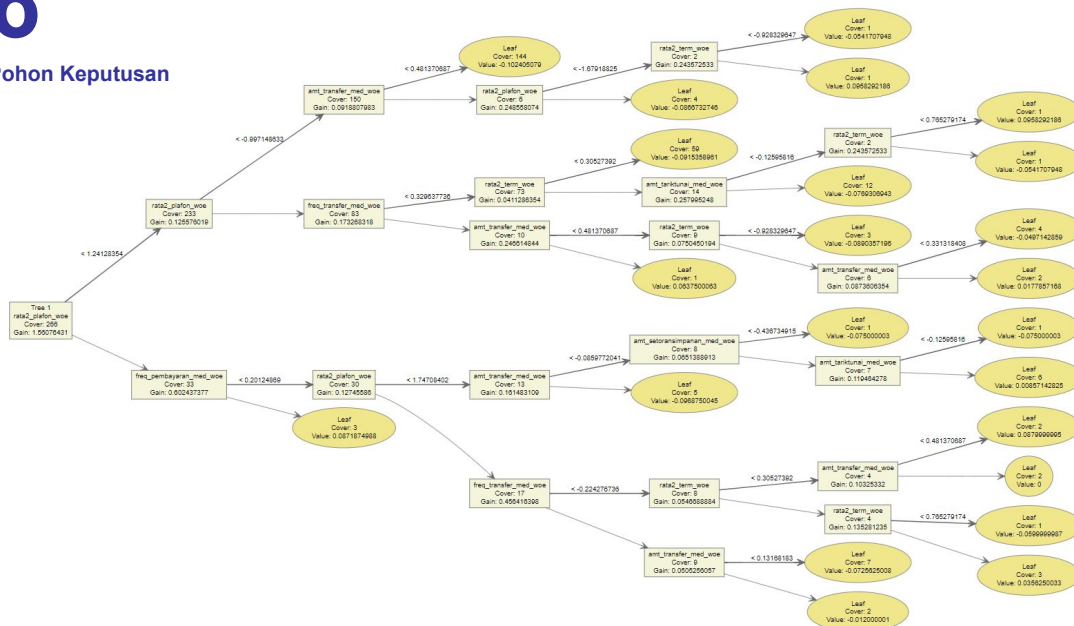 Pohon Keputusan
Tree 1
rata2_plafon_woe
Cover: 266
Gain: 1.56076431
< 1.24128354
rata2_plafon_woe
Cover: 233
Gain: 0.125576019
< -0.997148633
amt_transfer_med_woe
Cover: 150
Gain: 0.0918807983
< 0.481370687
Leaf
Cover: 144
Value: -0.102405079
rata2_plafon_woe
Cover: 6
Gain: 0.248558074
< -1.67918825
rata2_term_woe
Cover: 2
Gain: 0.243572533
< -0.928329647
Leaf
Cover: 1
Value: -0.0541707948
Leaf
Cover: 1
Value: 0.0958292186
Leaf
Cover: 4
Value: -0.0866732746
freq_transfer_med_woe
Cover: 83
Gain: 0.173268318
< 0.329637736
rata2_term_woe
Cover: 73
Gain: 0.0411286354
< 0.30527392
Leaf
Cover: 59
Value: -0.0915358961
amt_tariktunai_med_woe
Cover: 14
Gain: 0.257995248
< -0.12595816
rata2_term_woe
Cover: 2
Gain: 0.243572533
< 0.765279174
Leaf
Cover: 1
Value: 0.0958292186
Leaf
Cover: 1
Value: -0.0541707948
Leaf
Cover: 12
Value: -0.0769306943
amt_transfer_med_woe
Cover: 10
Gain: 0.246614844
< 0.481370687
rata2_term_woe
Cover: 9
Gain: 0.0750450194
< -0.928329647
Leaf
Cover: 3
Value: -0.0890357195
amt_transfer_med_woe
Cover: 6
Gain: 0.0873606354
< 0.331318408
Leaf
Cover: 4
Value: -0.0497142859
Leaf
Cover: 2
Value: 0.0177857168
Leaf
Cover: 1
Value: 0.0637500063
freq_pembayaran_med_woe
Cover: 33
Gain: 0.602437377
< 0.20124869
rata2_plafon_woe
Cover: 30
Gain: 0.12745586
< 1.74708402
amt_transfer_med_woe
Cover: 13
Gain: 0.161483109
< -0.0859772041
amt_setoransimpanan_med_woe
Cover: 8
Gain: 0.0651388913
< -0.436734915
Leaf
Cover: 1
Value: -0.075000003
amt_tariktunai_med_woe
Cover: 7
Gain: 0.119464278
< -0.12595816
Leaf
Cover: 1
Value: -0.075000003
Leaf
Cover: 6
Value: 0.00857142825
Leaf
Cover: 5
Value: -0.0968750045
Leaf
Cover: 3
Value: 0.0871874988
freq_transfer_med_woe
Cover: 17
Gain: 0.456416398
< -0.224276736
rata2_term_woe
Cover: 8
Gain: 0.0546688884
< 0.30527392
amt_transfer_med_woe
Cover: 4
Gain: 0.10325332
< 0.481370687
Leaf
Cover: 2
Value: 0.0879999995
Leaf
Cover: 2
Value: 0
rata2_term_woe
Cover: 4
Gain: 0.135281235
< 0.765279174
Leaf
Cover: 1
Value: -0.0599999987
Leaf
Cover: 3
Value: 0.0356250033
amt_transfer_med_woe
Cover: 9
Gain: 0.0505256057
< 0.13168183
Leaf
Cover: 7
Value: -0.0725625008
Leaf
Cover: 2
Value: -0.012000001